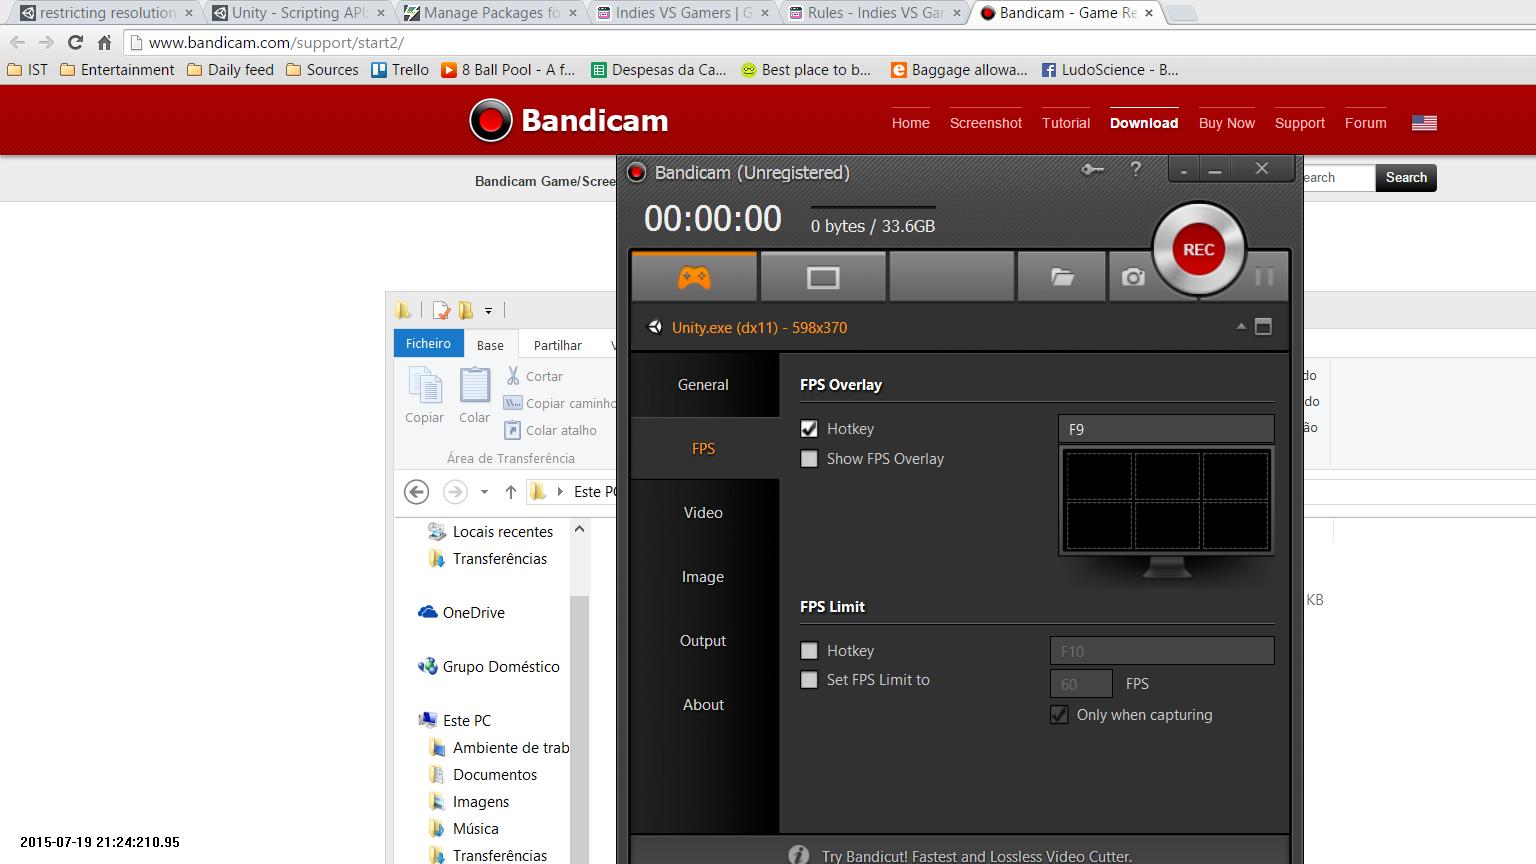 restricting resolution
Unity - Scripting API:
Manage Packages fo
Indies VS Gamers | G
Rules - Indies VS Gar
Bandicam - Game Re
www.bandicam.com/support/start2/
IST
Entertainment
Daily feed
Sources
Trello
8 Ball Pool - A f...
Despesas da Ca...
Best place to b...
Baggage allowa...
LudoScience - B...
Bandicam
Home
Screenshot
Tutorial
Download
Buy Now
Support
Forum
Bandicam Game/Scree
earch
Search
Bandicam (Unregistered)
00:00:00
0 bytes / 33.6GB
REC
Unity.exe (dx11) - 598x370
General
FPS
Video
Image
Output
About
FPS Overlay
Hotkey
F9
Show FPS Overlay
FPS Limit
Hotkey
F10
Set FPS Limit to
60
FPS
Only when capturing
Try Bandicut! Fastest and Lossless Video Cutter.
Ficheiro
Base
Partilhar
V
Copiar
Colar
Cortar
Copiar caminho
Colar atalho
Área de Transferência
do
do
ão
Este PC
Locais recentes
Transferências
OneDrive
Grupo Doméstico
Este PC
Ambiente de trab
Documentos
Imagens
Música
Transferências
KB
2015-07-19 21:24:210.95